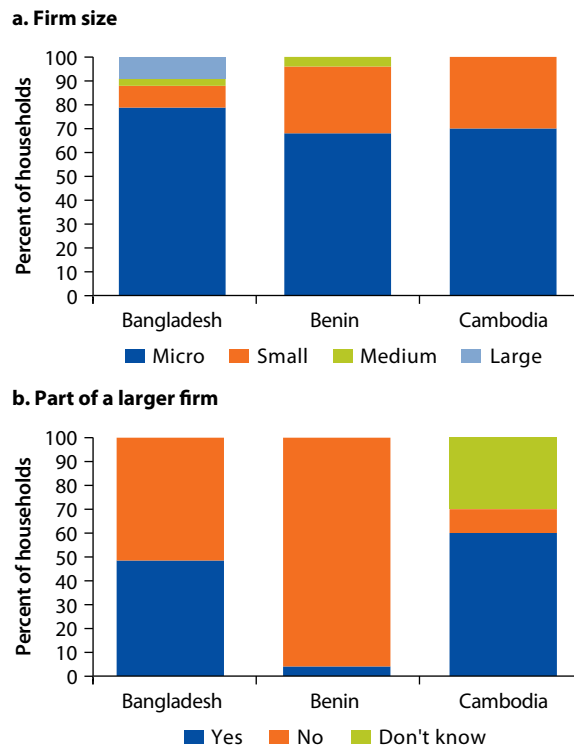 a. Firm size
Percent of households
100
90
80
70
60
50
40
30
20
10
0
Bangladesh Benin Cambodia
Micro Small Medium Large
b. Part of a larger firm
Percent of households
100
90
80
70
60
50
40
30
20
10
0
Bangladesh Benin Cambodia
Yes No Don't know